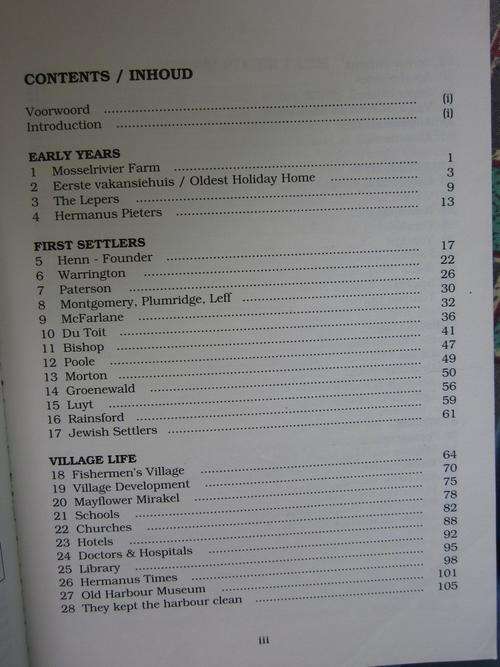 CONTENTS / INHOUD
Voorwoord ........ (i)
Introduction ........ (i)
EARLY YEARS
1 Mosselrivier Farm ........ 1
2 Eerste vakansiehuis / Oldest Holiday Home ........ 3
3 The Lepers ........ 9
4 Hermanus Pieters ........ 13
FIRST SETTLERS
5 Henn - Founder ........ 17
6 Warrington ........ 22
7 Paterson ........ 26
8 Montgomery, Plumridge, Leff ........ 30
9 McFarlane ........ 32
10 Du Toit ........ 36
11 Bishop ........ 41
12 Poole ........ 47
13 Morton ........ 49
14 Groenewald ........ 50
15 Luyt ........ 56
16 Rainsford ........ 59
17 Jewish Settlers ........ 61
VILLAGE LIFE
18 Fishermen's Village ........ 64
19 Village Development ........ 70
20 Mayflower Mirakel ........ 75
21 Schools ........ 78
22 Churches ........ 82
23 Hotels ........ 88
24 Doctors & Hospitals ........ 92
25 Library ........ 95
26 Hermanus Times ........ 98
27 Old Harbour Museum ........ 101
28 They kept the harbour clean ........ 105
iii